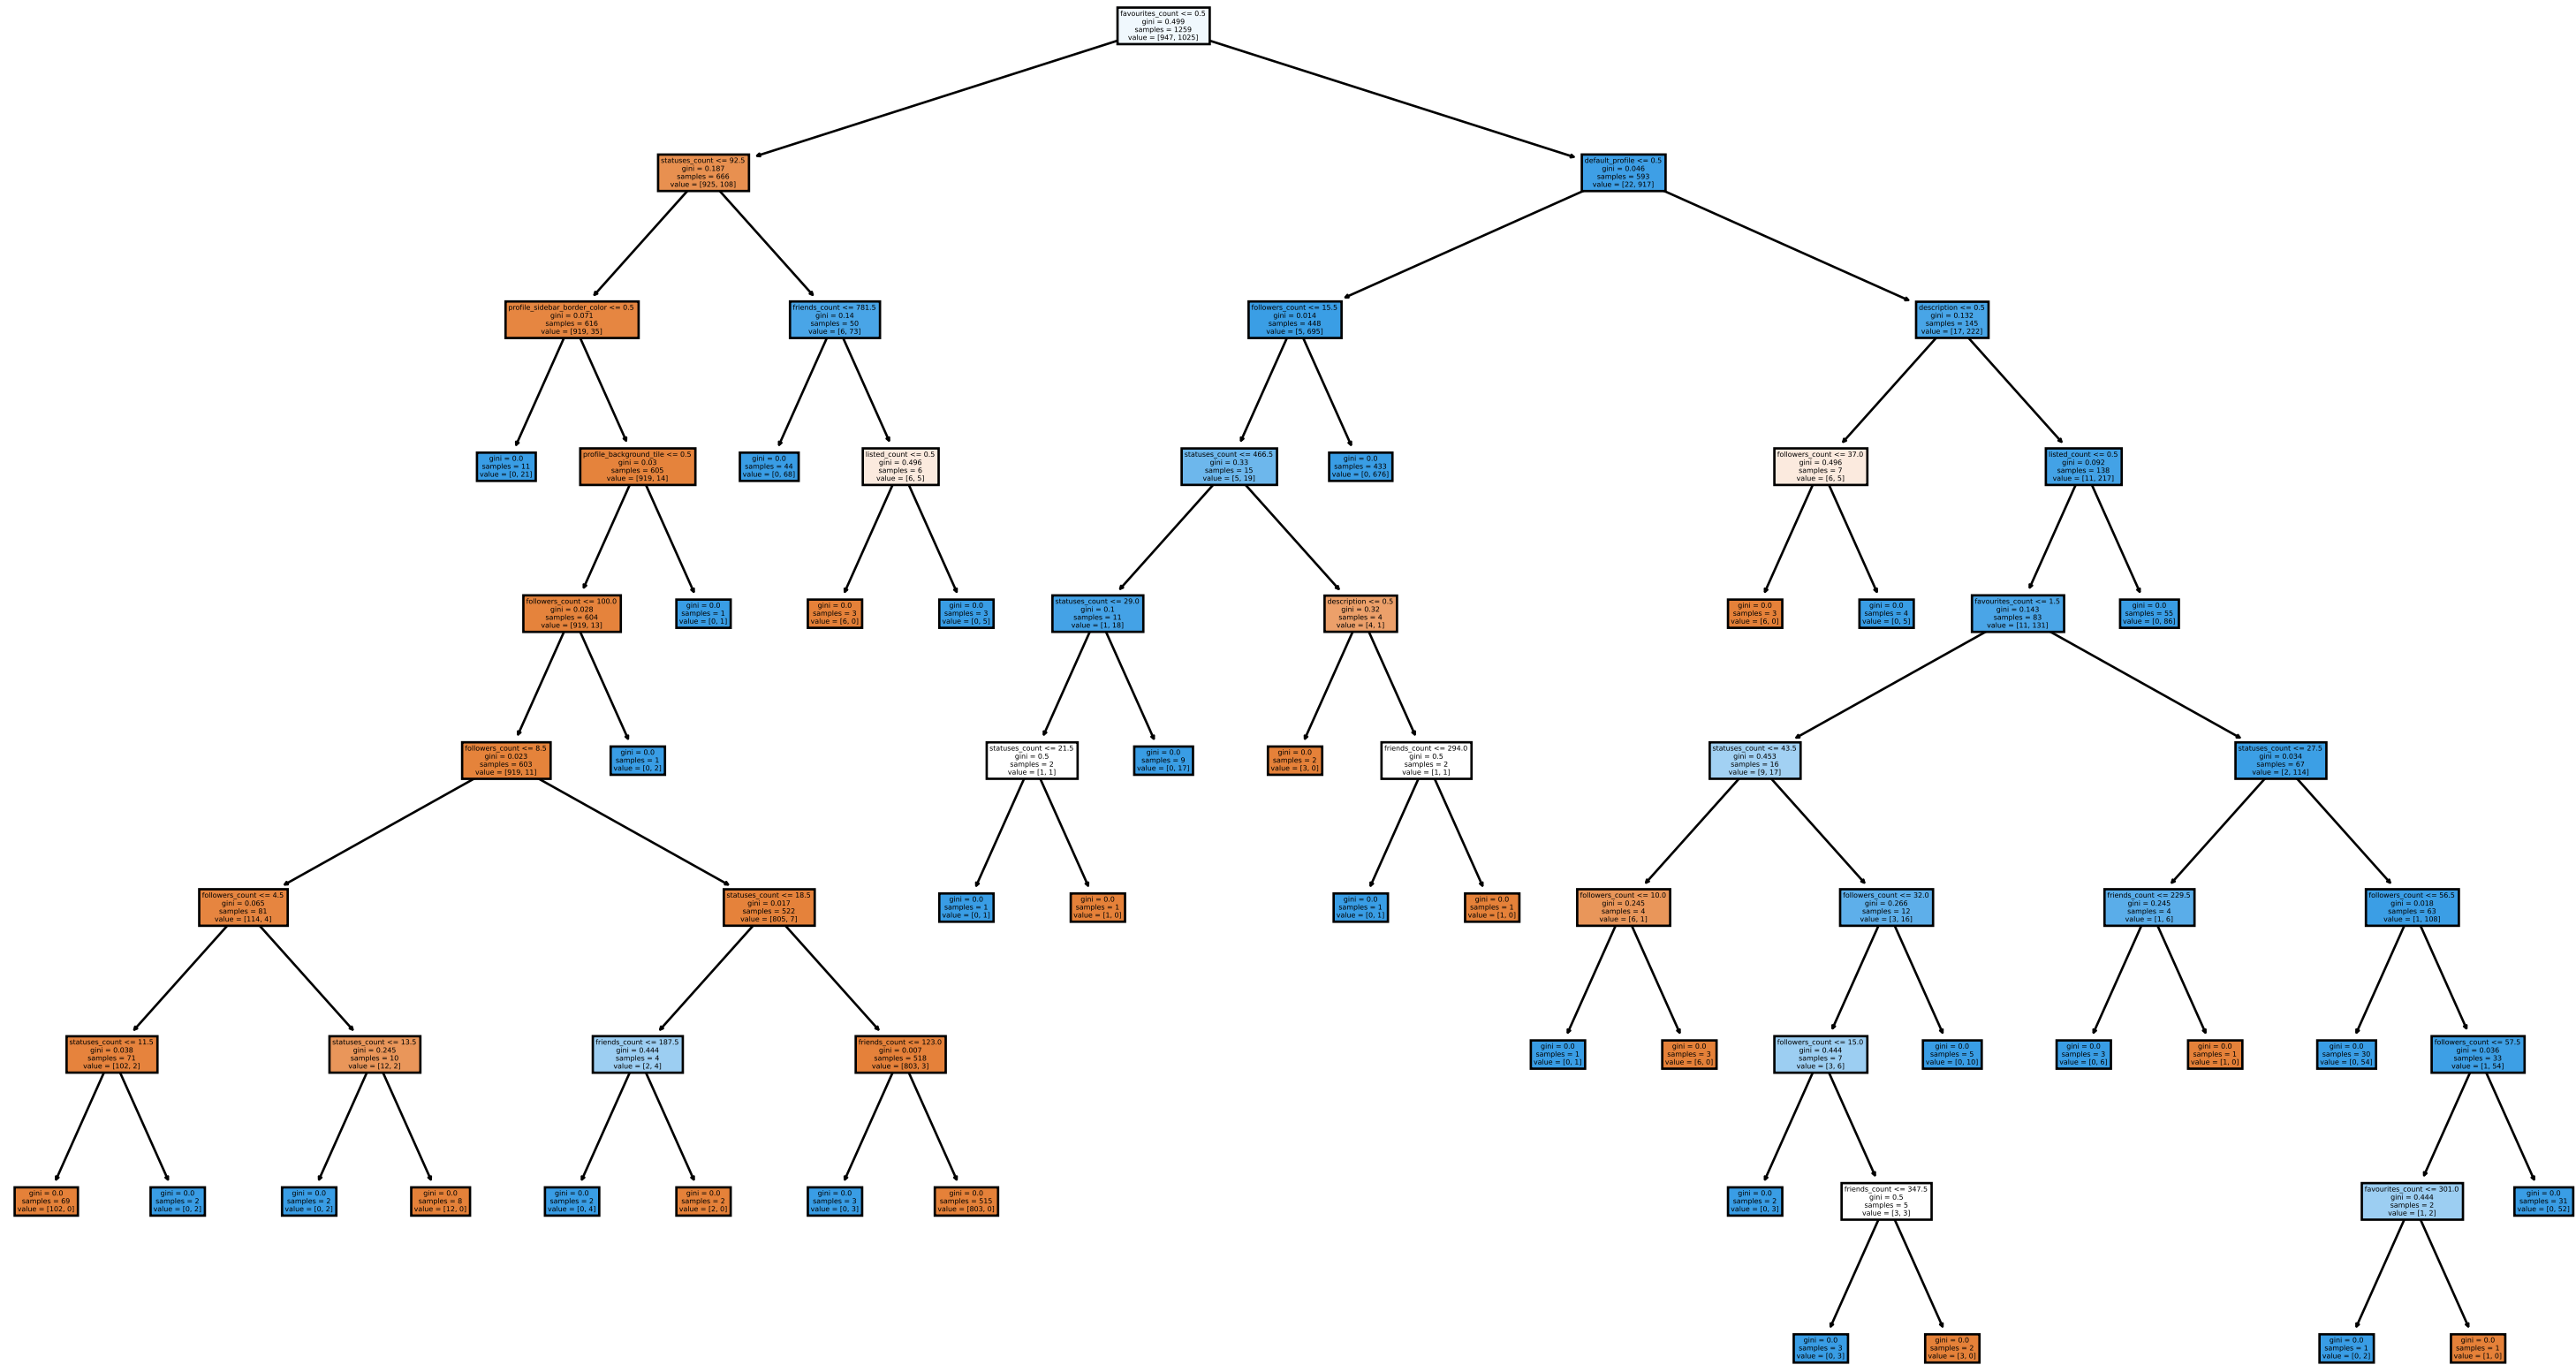 favourites_count <= 0.5
gini = 0.499
samples = 1259
value = [947, 1025]
statuses_count <= 92.5
gini = 0.187
samples = 666
value = [925, 108]
default_profile <= 0.5
gini = 0.046
samples = 593
value = [22, 917]
profile_sidebar_border_color <= 0.5
gini = 0.071
samples = 616
value = [919, 35]
friends_count <= 781.5
gini = 0.14
samples = 50
value = [6, 73]
followers_count <= 15.5
gini = 0.014
samples = 448
value = [5, 695]
description <= 0.5
gini = 0.132
samples = 145
value = [17, 222]
gini = 0.0
samples = 11
value = [0, 21]
profile_background_tile <= 0.5
gini = 0.03
samples = 605
value = [919, 14]
gini = 0.0
samples = 44
value = [0, 68]
listed_count <= 0.5
gini = 0.496
samples = 6
value = [6, 5]
statuses_count <= 466.5
gini = 0.33
samples = 15
value = [5, 19]
gini = 0.0
samples = 433
value = [0, 676]
followers_count <= 37.0
gini = 0.496
samples = 7
value = [6, 5]
listed_count <= 0.5
gini = 0.092
samples = 138
value = [11, 217]
followers_count <= 100.0
gini = 0.028
samples = 604
value = [919, 13]
gini = 0.0
samples = 1
value = [0, 1]
gini = 0.0
samples = 3
value = [6, 0]
gini = 0.0
samples = 3
value = [0, 5]
statuses_count <= 29.0
gini = 0.1
samples = 11
value = [1, 18]
description <= 0.5
gini = 0.32
samples = 4
value = [4, 1]
gini = 0.0
samples = 3
value = [6, 0]
gini = 0.0
samples = 4
value = [0, 5]
favourites_count <= 1.5
gini = 0.143
samples = 83
value = [11, 131]
gini = 0.0
samples = 55
value = [0, 86]
followers_count <= 8.5
gini = 0.023
samples = 603
value = [919, 11]
gini = 0.0
samples = 1
value = [0, 2]
statuses_count <= 21.5
gini = 0.5
samples = 2
value = [1, 1]
gini = 0.0
samples = 9
value = [0, 17]
gini = 0.0
samples = 2
value = [3, 0]
friends_count <= 294.0
gini = 0.5
samples = 2
value = [1, 1]
statuses_count <= 43.5
gini = 0.453
samples = 16
value = [9, 17]
statuses_count <= 27.5
gini = 0.034
samples = 67
value = [2, 114]
followers_count <= 4.5
gini = 0.065
samples = 81
value = [114, 4]
statuses_count <= 18.5
gini = 0.017
samples = 522
value = [805, 7]
gini = 0.0
samples = 1
value = [0, 1]
gini = 0.0
samples = 1
value = [1, 0]
gini = 0.0
samples = 1
value = [0, 1]
gini = 0.0
samples = 1
value = [1, 0]
followers_count <= 10.0
gini = 0.245
samples = 4
value = [6, 1]
followers_count <= 32.0
gini = 0.266
samples = 12
value = [3, 16]
friends_count <= 229.5
gini = 0.245
samples = 4
value = [1, 6]
followers_count <= 56.5
gini = 0.018
samples = 63
value = [1, 108]
statuses_count <= 11.5
gini = 0.038
samples = 71
value = [102, 2]
statuses_count <= 13.5
gini = 0.245
samples = 10
value = [12, 2]
friends_count <= 187.5
gini = 0.444
samples = 4
value = [2, 4]
friends_count <= 123.0
gini = 0.007
samples = 518
value = [803, 3]
gini = 0.0
samples = 1
value = [0, 1]
gini = 0.0
samples = 3
value = [6, 0]
followers_count <= 15.0
gini = 0.444
samples = 7
value = [3, 6]
gini = 0.0
samples = 5
value = [0, 10]
gini = 0.0
samples = 3
value = [0, 6]
gini = 0.0
samples = 1
value = [1, 0]
gini = 0.0
samples = 30
value = [0, 54]
followers_count <= 57.5
gini = 0.036
samples = 33
value = [1, 54]
gini = 0.0
samples = 69
value = [102, 0]
gini = 0.0
samples = 2
value = [0, 2]
gini = 0.0
samples = 2
value = [0, 2]
gini = 0.0
samples = 8
value = [12, 0]
gini = 0.0
samples = 2
value = [0, 4]
gini = 0.0
samples = 2
value = [2, 0]
gini = 0.0
samples = 3
value = [0, 3]
gini = 0.0
samples = 515
value = [803, 0]
gini = 0.0
samples = 2
value = [0, 3]
friends_count <= 347.5
gini = 0.5
samples = 5
value = [3, 3]
favourites_count <= 301.0
gini = 0.444
samples = 2
value = [1, 2]
gini = 0.0
samples = 31
value = [0, 52]
gini = 0.0
samples = 3
value = [0, 3]
gini = 0.0
samples = 2
value = [3, 0]
gini = 0.0
samples = 1
value = [0, 2]
gini = 0.0
samples = 1
value = [1, 0]